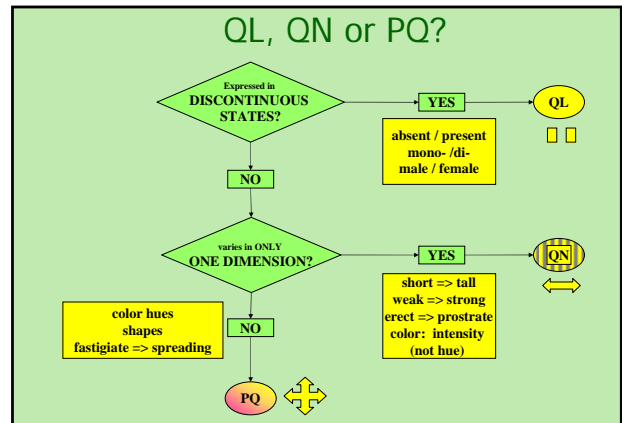 QL, QN or PQ?
Expressed in
DISCONTINUOUS
STATES?
YES
QL
absent / present
mono- /di-
male / female
NO
varies in ONLY
ONE DIMENSION?
YES
QN
short => tall
weak => strong
erect => prostrate
color: intensity
(not hue)
color hues
shapes
fastigiate => spreading
NO
PQ